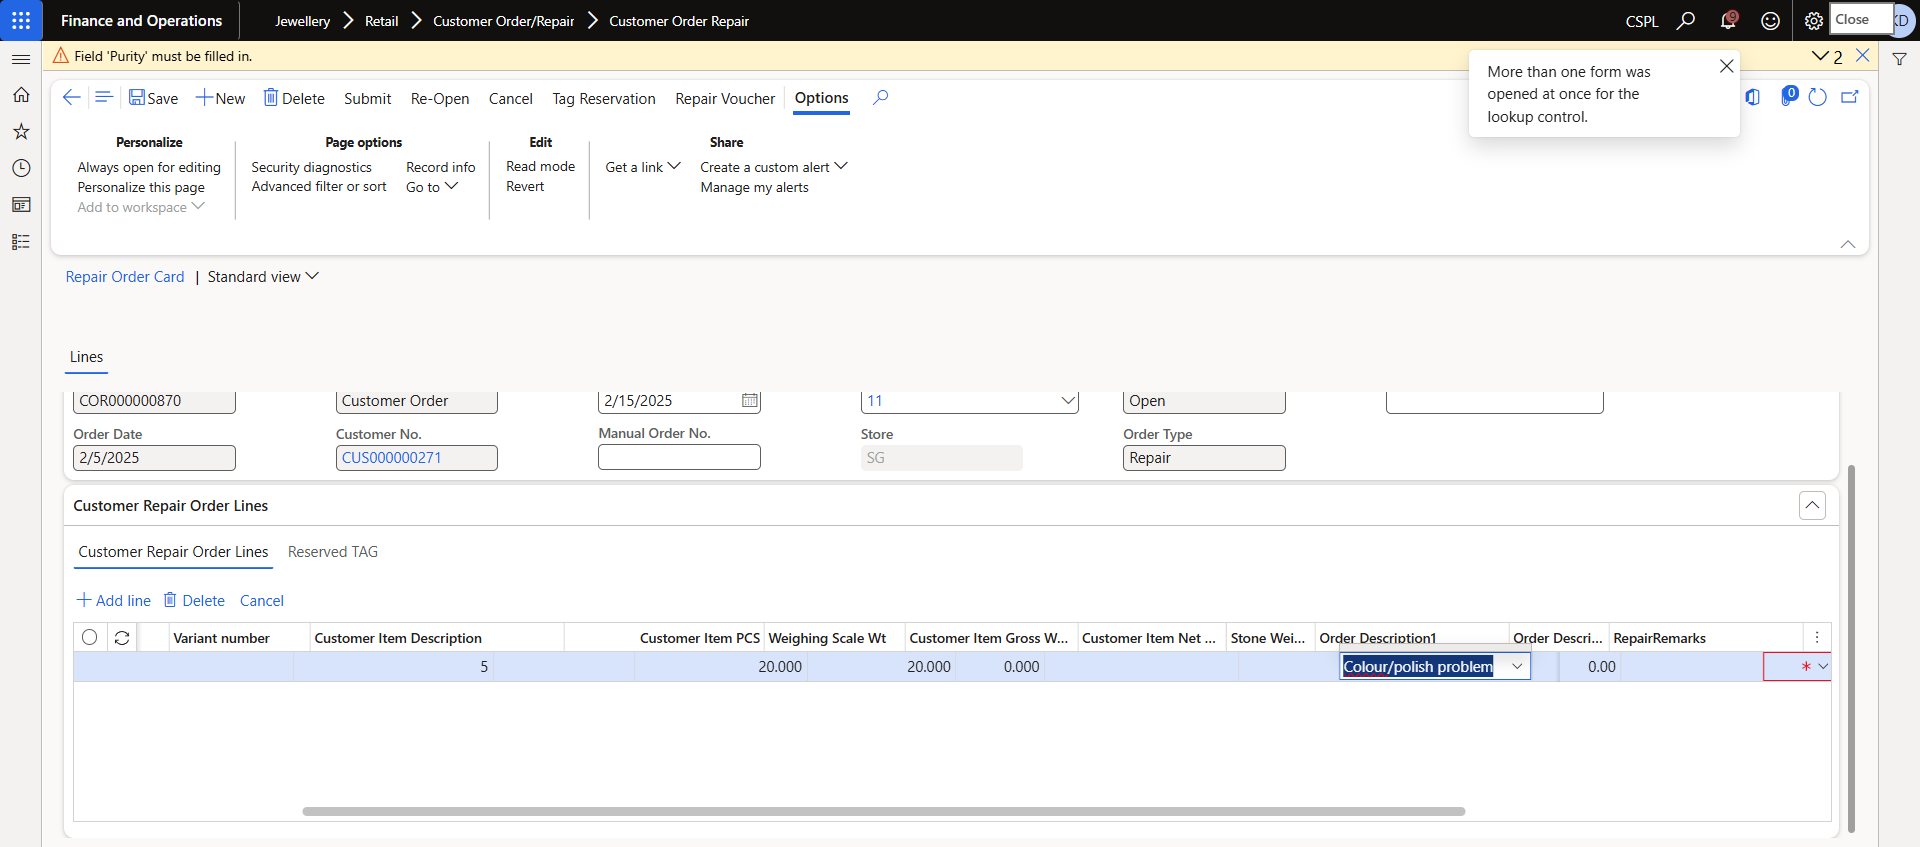 Finance and Operations
Jewellery
Retail
Customer Order/Repair
Customer Order Repair
CSPL
9
Close
Field 'Purity' must be filled in.
2
More than one form was
opened at once for the
lookup control.
Save
New
Delete
Submit
Re-Open
Cancel
Tag Reservation
Repair Voucher
Options
0
Personalize
Always open for editing
Personalize this page
Add to workspace
Page options
Security diagnostics
Advanced filter or sort
Record info
Go to
Edit
Read mode
Revert
Share
Get a link
Create a custom alert
Manage my alerts
Repair Order Card | Standard view
Lines
COR000000870
Customer Order
2/15/2025
11
Open
Order Date
Customer No.
Manual Order No.
Store
Order Type
2/5/2025
CUS000000271
SG
Repair
Customer Repair Order Lines
Customer Repair Order Lines
Reserved TAG
Add line
Delete
Cancel
Variant number
Customer Item Description
Customer Item PCS
Weighing Scale Wt
Customer Item Gross W...
Customer Item Net ...
Stone Wei...
Order Description1
Order Descri...
RepairRemarks
5
20.000
20.000
0.000
Colour/polish problem
0.00
*